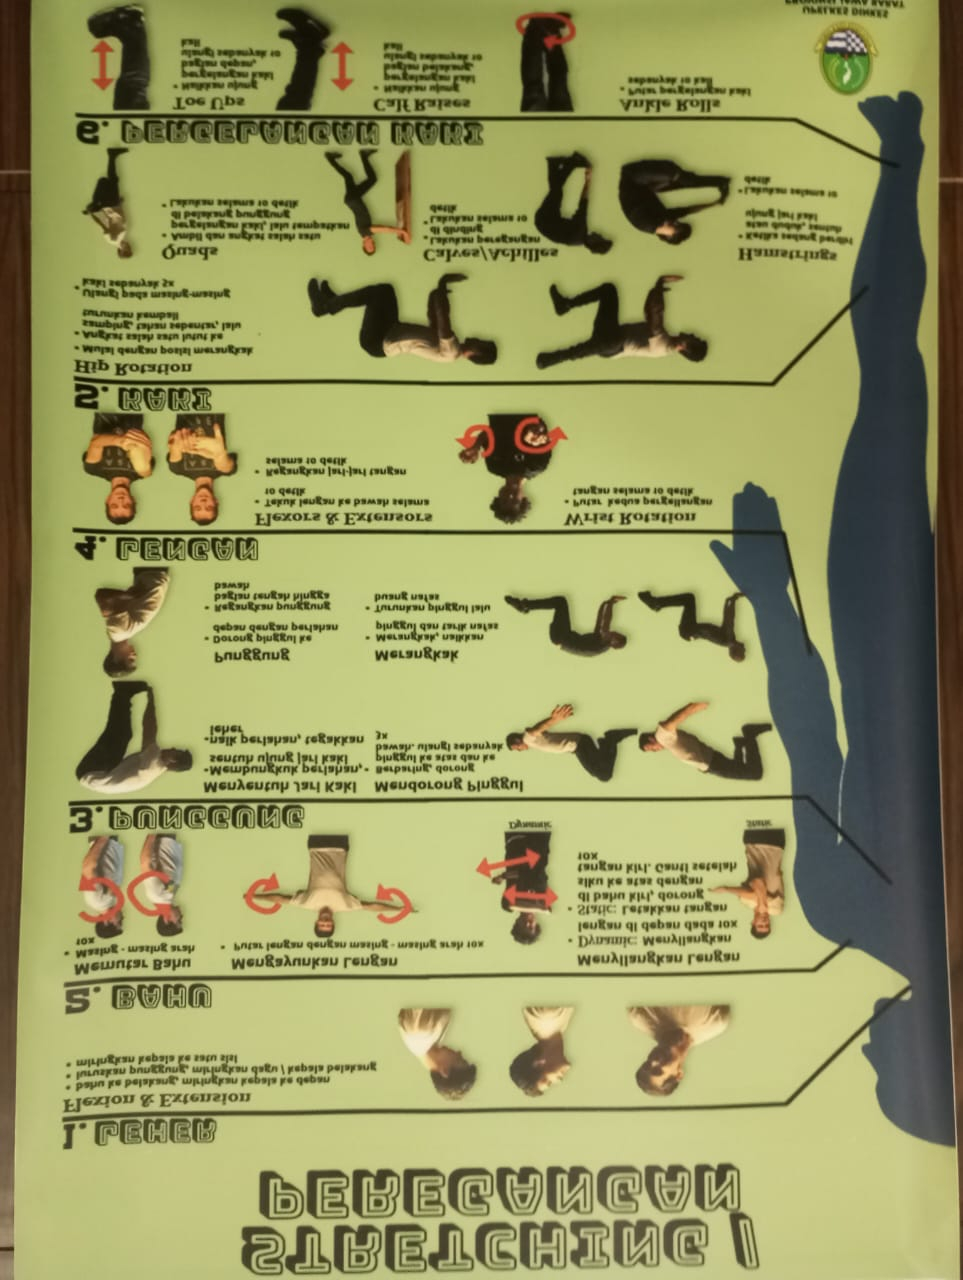 STRETCHING /
PEREGANGAN
1. LEHER
Flexion & Extension
• bahu ke belakang, miringkan kepala ke depan
• luruskan punggung, miringkan dagu / kepala belakang
• miringkan kepala ke satu sisi
2. BAHU
Memutar Bahu
• Masing - masing arah
10x
Mengayunkan Lengan
• Putar lengan dengan masing - masing arah 10x
Menyilangkan Lengan
• Dynamic: Menyilangkan
lengan di depan dada 10x
• Static: Letakkan tangan
di bahu kiri, dorong
siku ke atas dengan
tangan kiri. Ganti setelah
10x
Dynamic
Static
3. PUNGGUNG
Menyentuh Jari Kaki
•Membungkuk perlahan,
sentuh ujung jari kaki
•naik perlahan, tegakkan
leher
Mendorong Pinggul
• Berbaring, dorong
pinggul ke atas dan ke
bawah. ulangi sebanyak
3x
Punggung
• Dorong pinggul ke
depan dengan perlahan
• Regangkan punggung
bagian tengah hingga
bawah
Merangkak
• Merangkak, naikkan
pinggul dan tarik nafas
• Turunkan pinggul lalu
buang nafas
4. LENGAN
Flexors & Extensors
• Tekuk lengan ke bawah selama
10 detik
• Regangkan jari-jari tangan
selama 10 detik
Wrist Rotation
• Putar kedua pergelangan
tangan selama 10 detik
5. KAKI
Hip Rotation
• Mulai dengan posisi merangkak
• Angkat salah satu lutut ke
samping, tahan sebentar, lalu
turunkan kembali
• Ulangi pada masing-masing
kaki sebanyak 5x
Quads
• Ambil dan angkat salah satu
pergelangan kaki, lalu tempatkan
di belakang punggung
• Lakukan selama 10 detik
Calves/Achilles
• Lakukan peregangan
di dinding
• Lakukan selama 10
detik
Hamstrings
• Ketika sedang berdiri
atau duduk, sentuh
ujung jari kaki
• Lakukan selama 10
detik
6. PERGELANGAN KAKI
Toe Ups
• Naikkan ujung
pergelangan kaki
bagian depan,
ulangi sebanyak 10
kali
Calf Raises
• Naikkan ujung
pergelangan kaki
bagian belakang,
ulangi sebanyak 10
kali
Ankle Rolls
• Putar pergelangan kaki
sebanyak 10 kali
UPELKES DINKES
PROVINSI JAWA BARAT